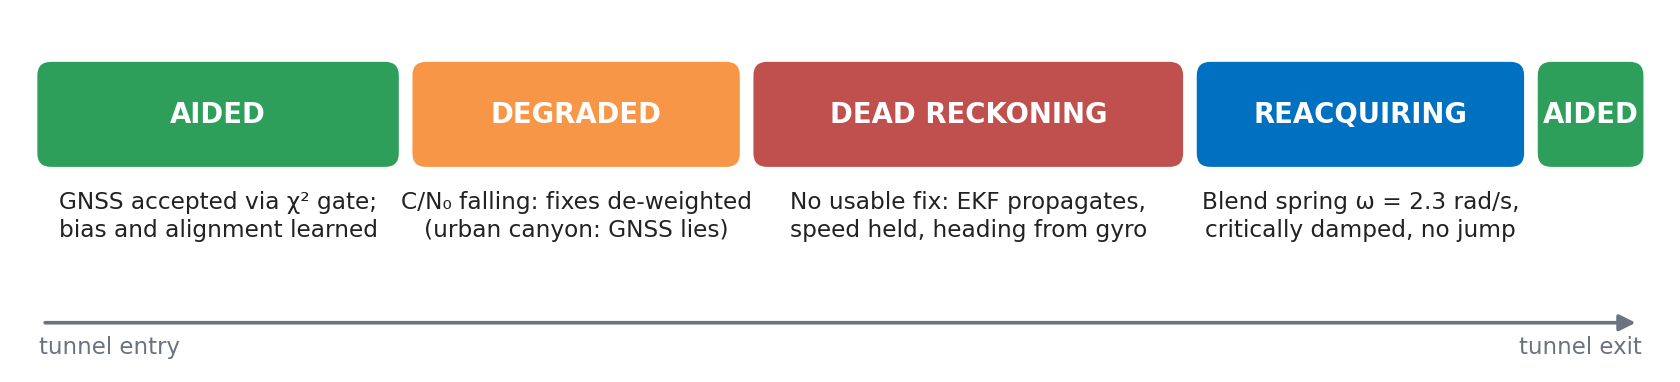 AIDED
DEGRADED
DEAD RECKONING
REACQUIRING
AIDED
GNSS accepted via χ² gate;
bias and alignment learned
C/N₀ falling: fixes de-weighted
(urban canyon: GNSS lies)
No usable fix: EKF propagates,
speed held, heading from gyro
Blend spring ω = 2.3 rad/s,
critically damped, no jump
tunnel entry
tunnel exit